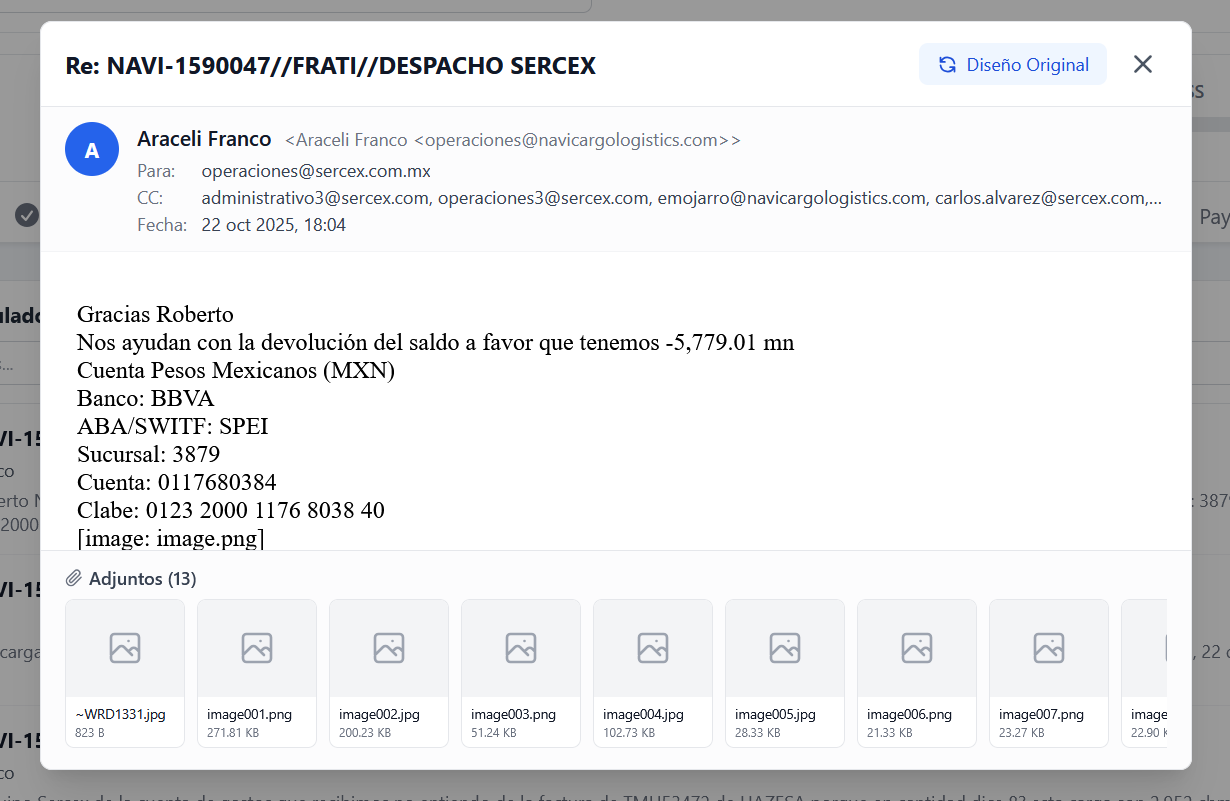 Re: NAVI-1590047//FRATI//DESPACHO SERCEX
Diseño Original
A
Araceli Franco <Araceli Franco <operaciones@navicargologistics.com>>
Para: operaciones@sercex.com.mx
CC: administrativo3@sercex.com, operaciones3@sercex.com, emojarro@navicargologistics.com, carlos.alvarez@sercex.com,...
Fecha: 22 oct 2025, 18:04
Gracias Roberto
Nos ayudan con la devolución del saldo a favor que tenemos -5,779.01 mn
Cuenta Pesos Mexicanos (MXN)
Banco: BBVA
ABA/SWITF: SPEI
Sucursal: 3879
Cuenta: 0117680384
Clabe: 0123 2000 1176 8038 40
[image: image.png]
Adjuntos (13)
~WRD1331.jpg
823 B
image001.png
271.81 KB
image002.jpg
200.23 KB
image003.png
51.24 KB
image004.jpg
102.73 KB
image005.jpg
28.33 KB
image006.png
21.33 KB
image007.png
23.27 KB
image
22.90
Pay